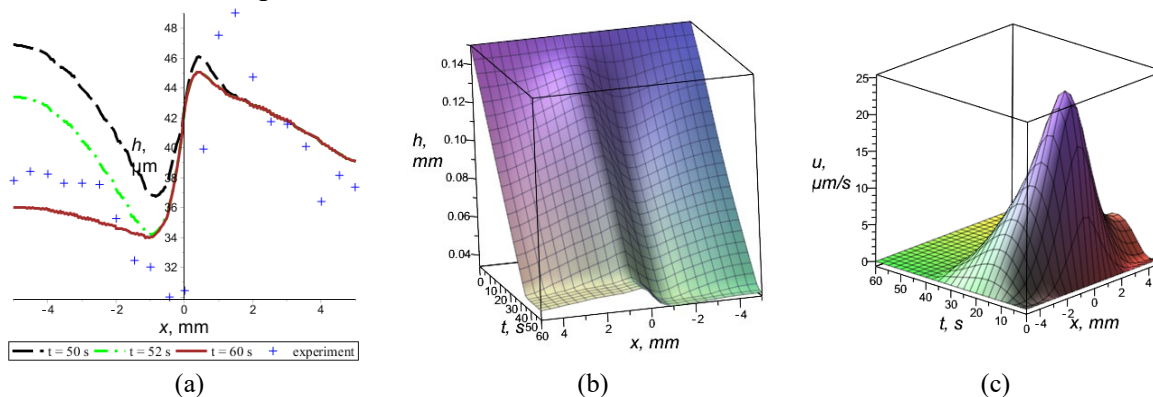 48
46
44
42
40
38
36
34
32
h,
μm
-4 -2 0 2 4
x, mm
t = 50 s t = 52 s t = 60 s experiment
(a)
0.14
0.12
0.10
h,
mm
0.08
0.06
0.04
0
10
20
30
40
50
60
t, s
4 2 0 -2 -4
x, mm
(b)
25
20
u,
μm/s
15
10
5
0
60
50
40
30
20
10
0
t, s
-4 -2 0 2 4
x, mm
(c)